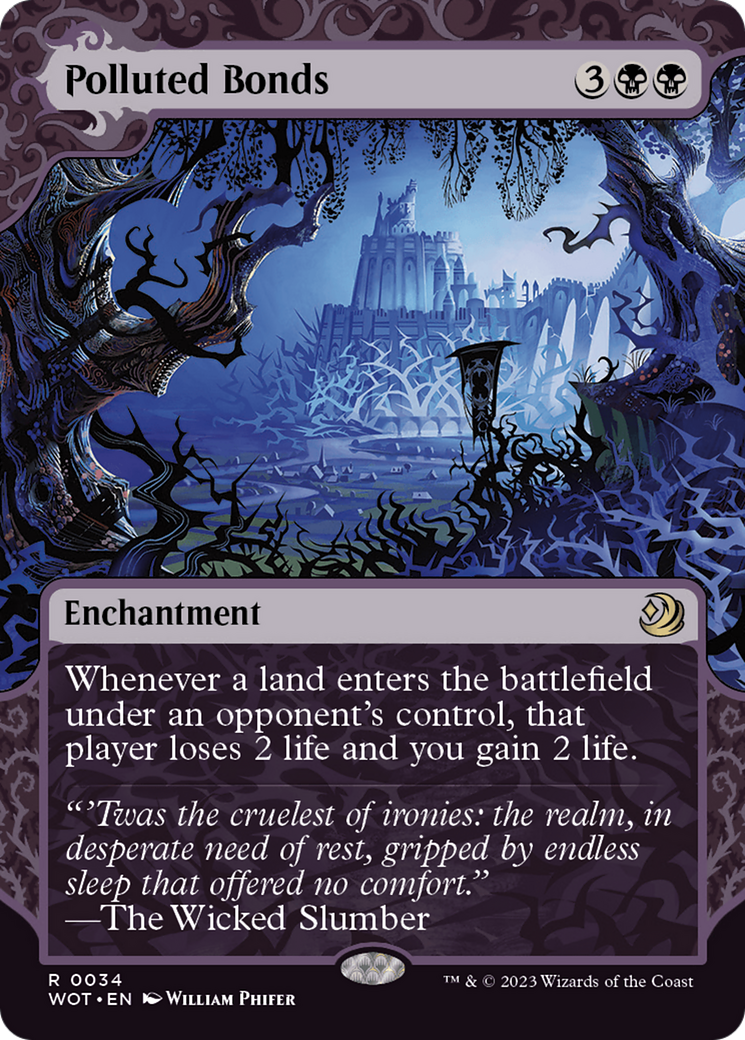 Polluted Bonds 3
Enchantment
Whenever a land enters the battlefield
under an opponent’s control, that
player loses 2 life and you gain 2 life.
“’Twas the cruelest of ironies: the realm, in
desperate need of rest, gripped by endless
sleep that offered no comfort.”
—The Wicked Slumber
R 0034
WOT • EN William Phifer
™ & © 2023 Wizards of the Coast